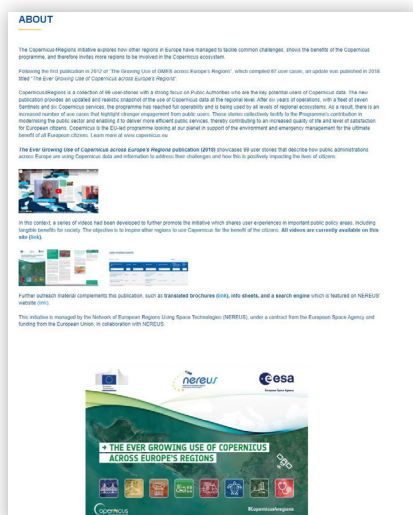 ABOUT
The Copernicus4Regions initiative explores how other regions in Europe have managed to tackle common challenges, shows the benefits of the Copernicus
programme, and therefore invites more regions to be involved in the Copernicus ecosystem.
Following the first publication in 2012 of "The Growing Use of GMES across Europe's Regions", which compiled 67 user cases, an update was published in 2018
titled "The Ever Growing Use of Copernicus across Europe's Regions".
Copernicus4Regions is a collection of 99 user-stories with a strong focus on Public Authorities who are the key potential users of Copernicus data. The new
publication provides an updated and realistic snapshot of the use of Copernicus data at the regional level. After six years of operations, with a fleet of seven
Sentinels and six Copernicus services, the programme has reached full operability and is being used by all levels of regional ecosystems. As a result, there is an
increased number of use cases that highlight stronger engagement from public users. These stories collectively testify to the Programme's contribution in
modernising the public sector and enabling it to deliver more efficient public services, thereby contributing to an increased quality of life and level of satisfaction
for European citizens. Copernicus is the EU-led programme looking at our planet in support of the environment and emergency management for the ultimate
benefit of all European citizens. Learn more at www.copernicus.eu
The Ever Growing Use of Copernicus across Europe's Regions publication (2018) showcases 99 user stories that describe how public administrations
across Europe are using Copernicus data and information to address their challenges and how this is positively impacting the lives of citizens.
In this context, a series of videos had been developed to further promote the initiative which shares user experiences in important public policy areas, including
tangible benefits for society. The objective is to inspire other regions to use Copernicus for the benefit of the citizens. All videos are currently available on this
site (link).
Further outreach material complements this publication, such as translated brochures (link), info sheets, and a search engine which is featured on NEREUS'
website (link).
This initiative is managed by the Network of European Regions Using Space Technologies (NEREUS), under a contract from the European Space Agency and
funding from the European Union, in collaboration with NEREUS.
nereus
esa
European Space Agency
→ THE EVER GROWING USE OF COPERNICUS
ACROSS EUROPE'S REGIONS
Copernicus
#Copernicus4regions